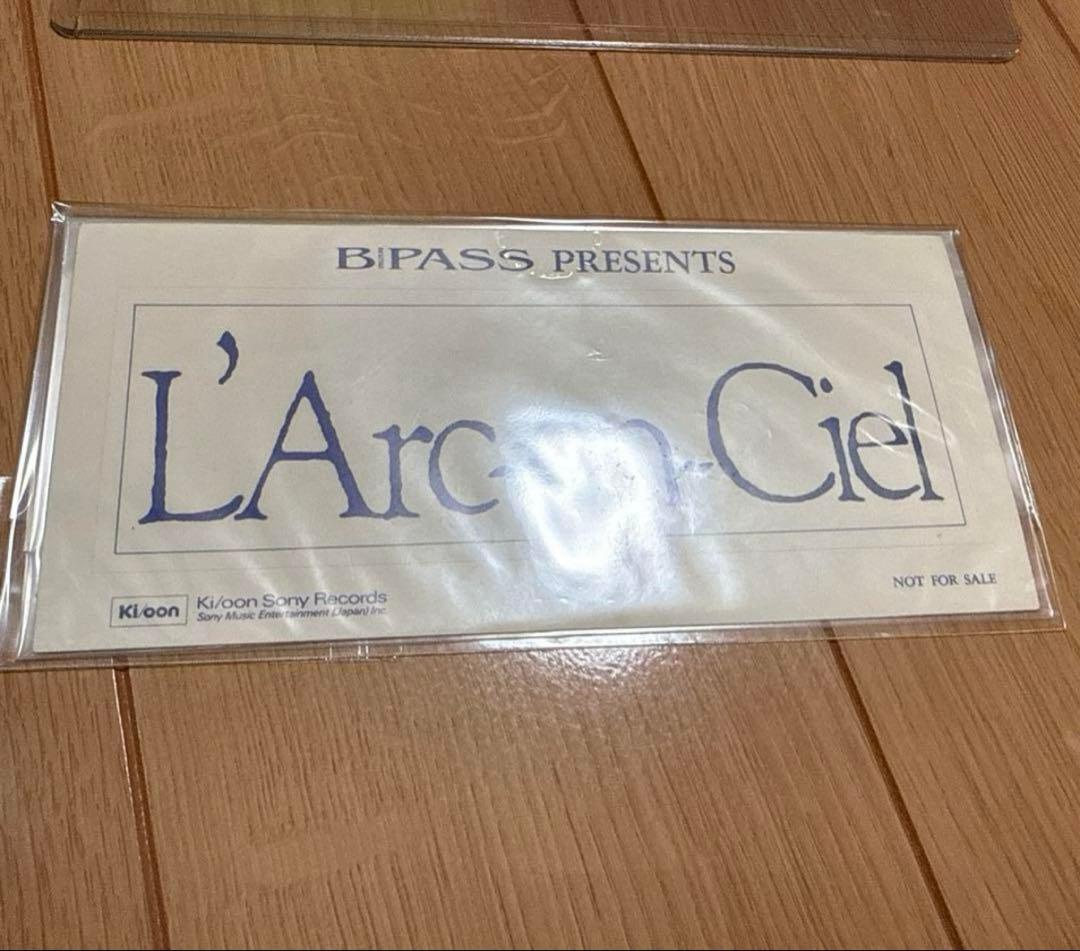 B-PASS PRESENTS
L'Arc-en-Ciel
Ki/oon
Ki/oon Sony Records
Sony Music Entertainment (Japan) Inc.
NOT FOR SALE